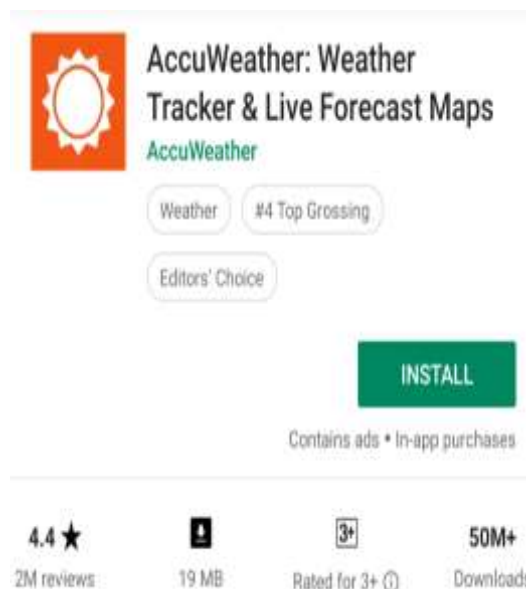 AccuWeather: Weather
Tracker & Live Forecast Maps
AccuWeather
Weather #4 Top Grossing
Editors' Choice
INSTALL
Contains ads • In-app purchases
4.4 ★ 3+ 50M+
2M reviews 19 MB Rated for 3+ ⓘ Downloads